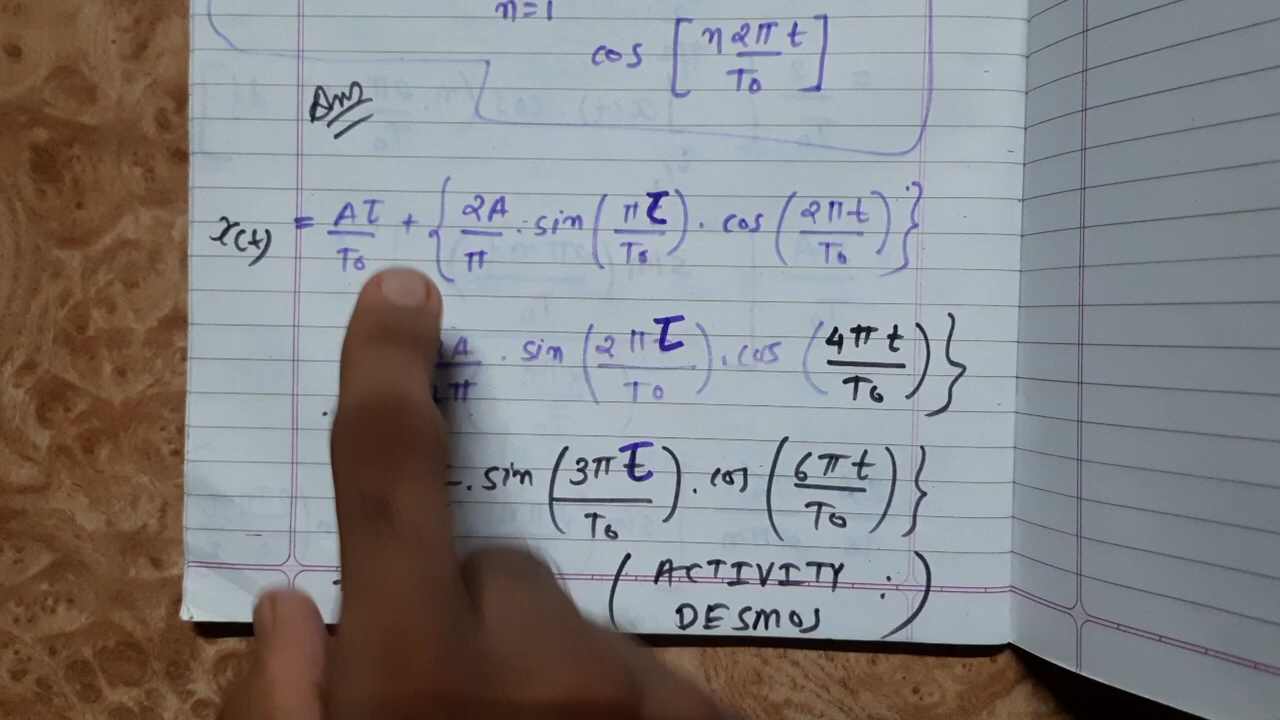 n=1
cos [ n2πt / T₀ ]
Ans
x(t) = Aτ/T₀ + { 2A/π . sin ( πτ/T₀ ) . cos ( 2πt/T₀ ) }
. sin ( 2πτ/T₀ ) . cos ( 4πt/T₀ ) }
. sin ( 3πτ/T₀ ) . cos ( 6πt/T₀ ) }
( ACTIVITY :
DESMOS )